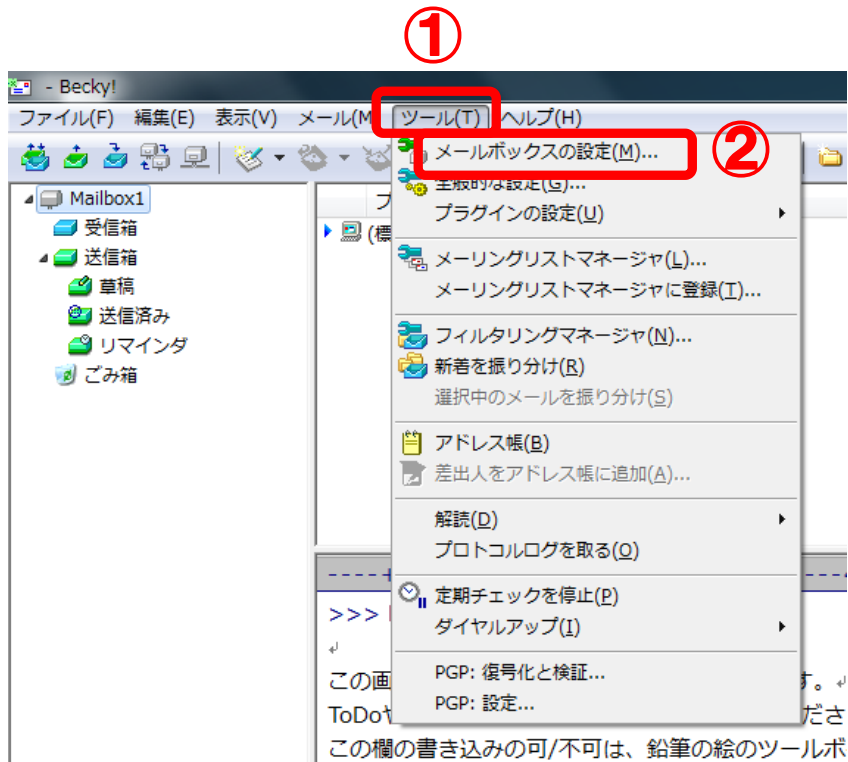 ①
- Becky!
ファイル(F) 編集(E) 表示(V) メール(M ツール(T) ヘルプ(H)
②
メールボックスの設定(M)...
全般的な設定(G)...
プラグインの設定(U)
メーリングリストマネージャ(L)...
メーリングリストマネージャに登録(T)...
フィルタリングマネージャ(N)...
新着を振り分け(R)
選択中のメールを振り分け(S)
アドレス帳(B)
差出人をアドレス帳に追加(A)...
解読(D)
プロトコルログを取る(O)
定期チェックを停止(P)
ダイヤルアップ(I)
PGP: 復号化と検証...
PGP: 設定...
Mailbox1
受信箱
送信箱
草稿
送信済み
リマインダ
ごみ箱
プ
(標
----+
---
>>>
この画
す。
ToDoや
ださ
この欄の書き込みの可/不可は、鉛筆の絵のツールボ